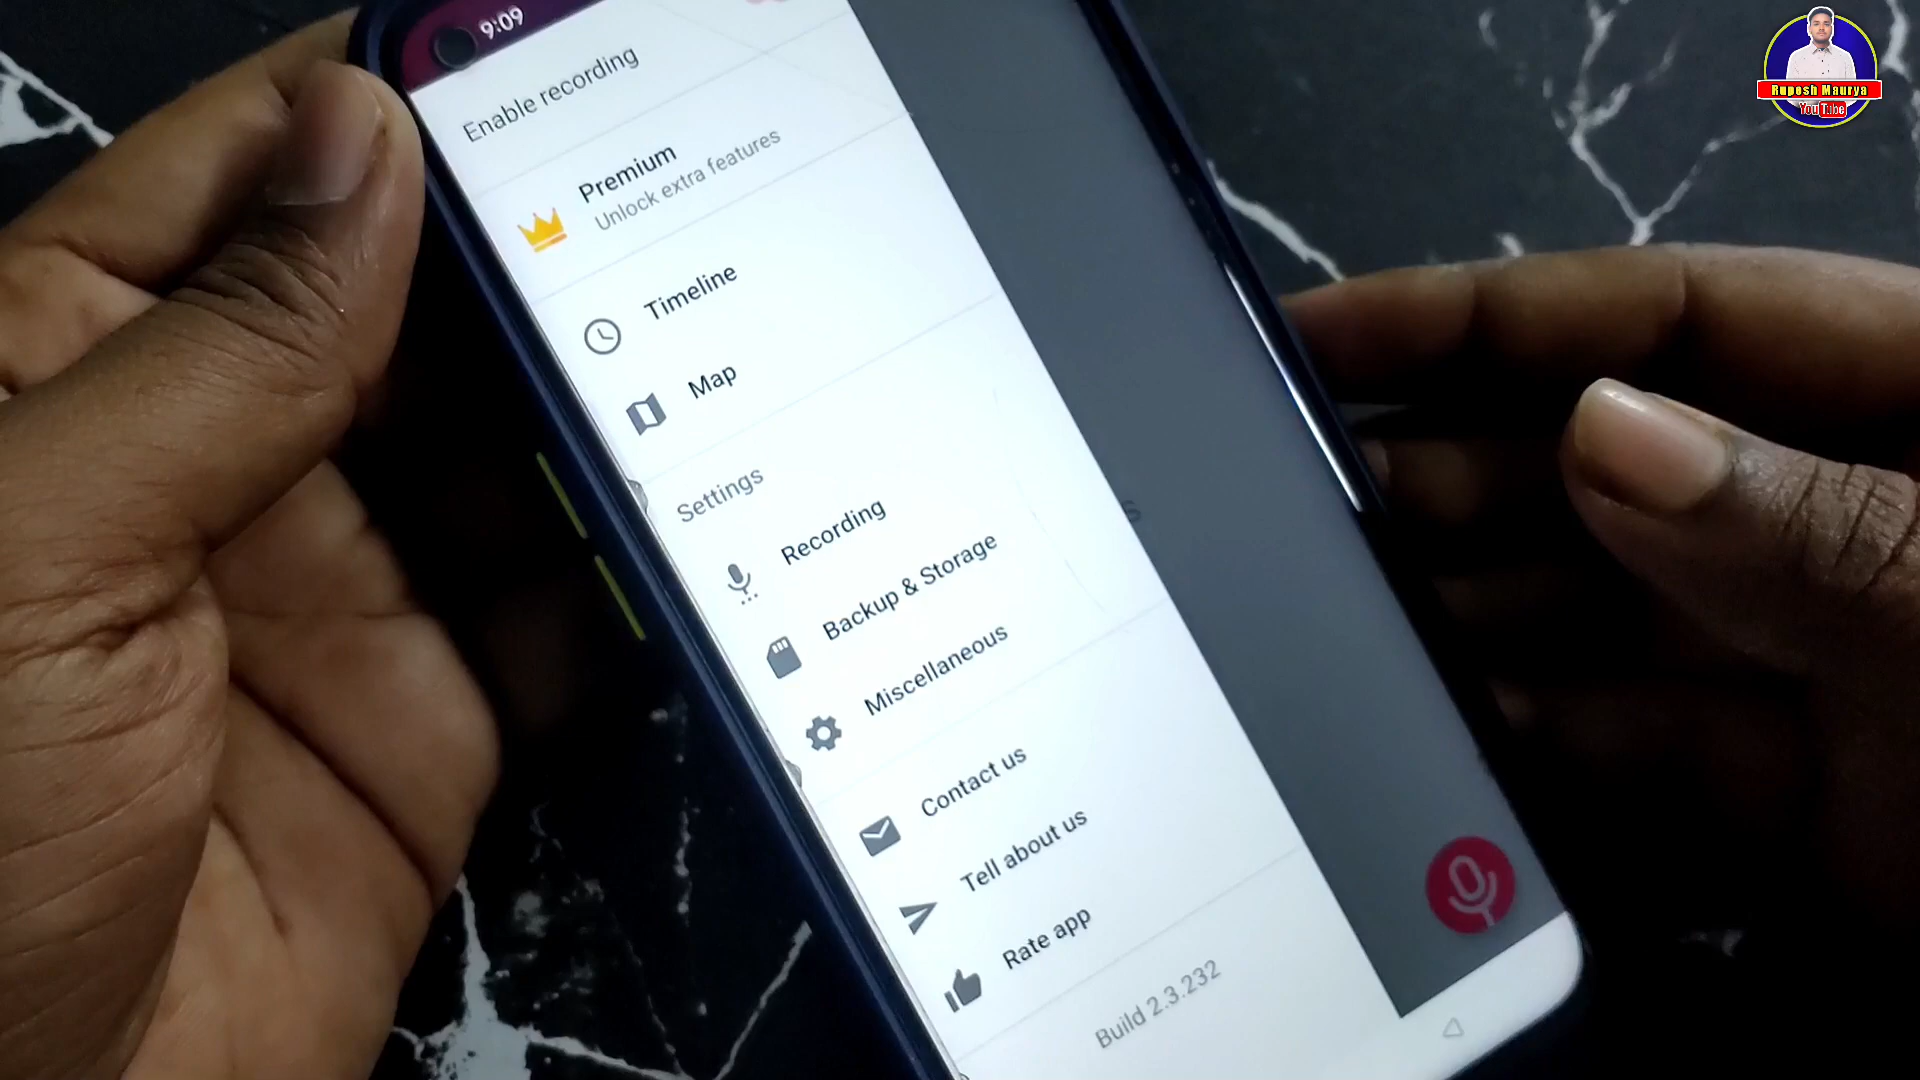 9:09
Enable recording
Premium
Unlock extra features
Timeline
Map
Settings
Recording
Backup & Storage
Miscellaneous
Contact us
Tell about us
Rate app
Build 2.3.232
Rupesh Maurya
YouTube